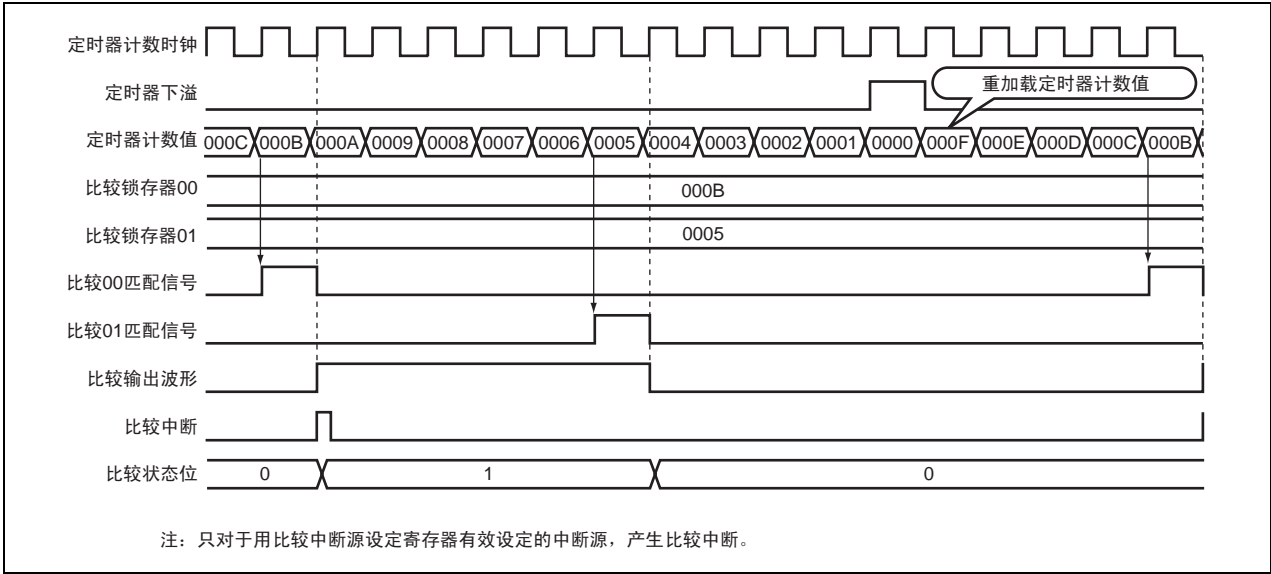 定时器计数时钟
定时器下溢
重加载定时器计数值
定时器计数值 000C 000B 000A 0009 0008 0007 0006 0005 0004 0003 0002 0001 0000 000F 000E 000D 000C 000B
比较锁存器00 000B
比较锁存器01 0005
比较00匹配信号
比较01匹配信号
比较输出波形
比较中断
比较状态位 0 1 0
注：只对于用比较中断源设定寄存器有效设定的中断源，产生比较中断。